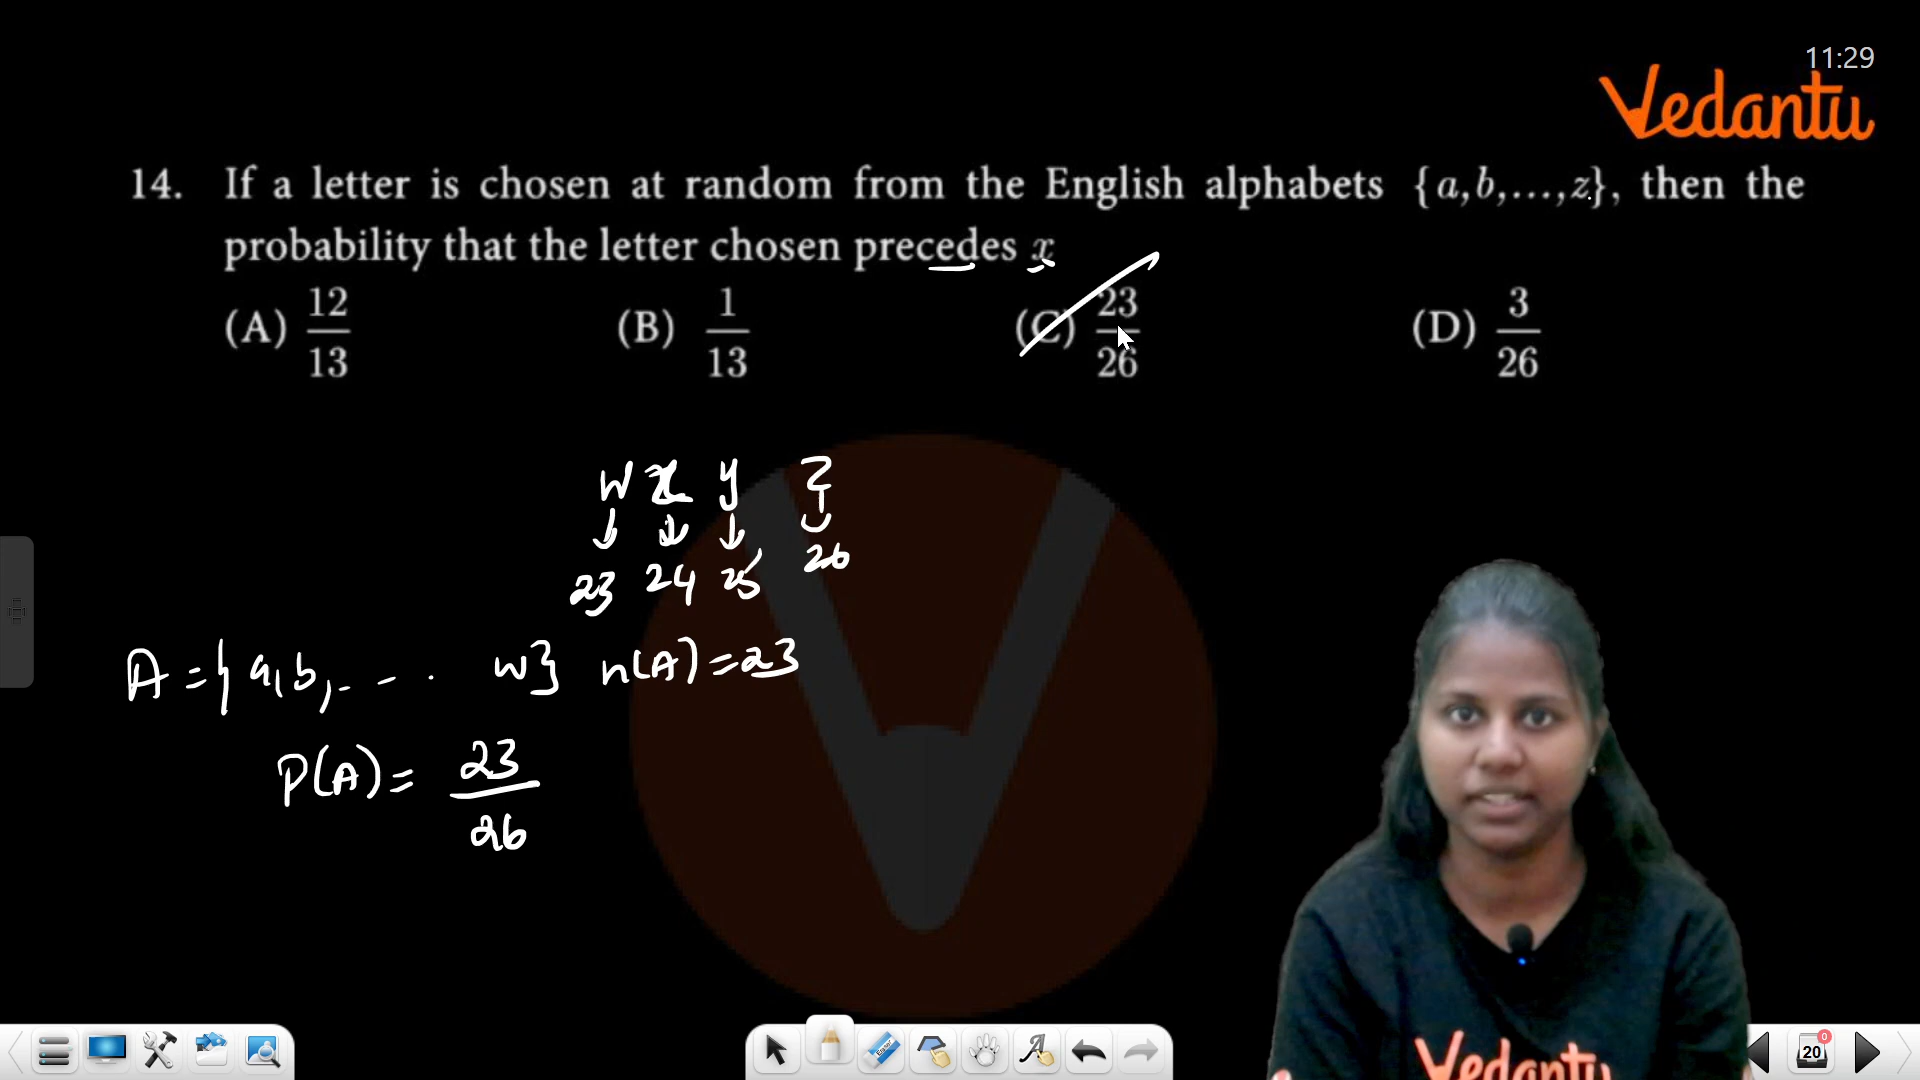 11:29
Vedantu
14. If a letter is chosen at random from the English alphabets {a,b,...,z}, then the
probability that the letter chosen precedes x
(A) 12/13 (B) 1/13 (C) 23/26 (D) 3/26
w x y z
23 24 25 26
A = { a, b, - - . w} n(A) = 23
P(A) = 23/26
Vedantu
20
0